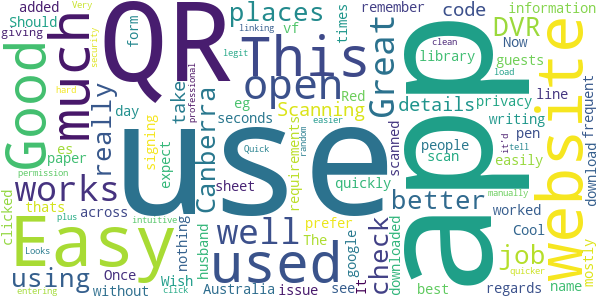 QR
This
open
places
code
DVR
Great
much
Good
use
app
website
Easy
used
works
well
using
Canberra
really
check
better
job
details
Scanning
Should
added
giving
Very
security
form
professional
linking
legit
vf
eg
Red
times
remember
clean
library
load
information
Now
guests
privacy
line
writing
pen
it'd
tell
easily
people
scan
scanned
download
frequent
mostly
name
regards
Cool
worked
manually
quicker
best
downloaded
google
prefer
It
see
issue
The
Australia
husband
Wish
click
nothing
without
across
Once
thats
clicked
permission
plus
Looks
intuitive
entering
hard
paper
es
day
signing
expect
take
seconds
Quick
random
easier
requirements
quickly
sheet